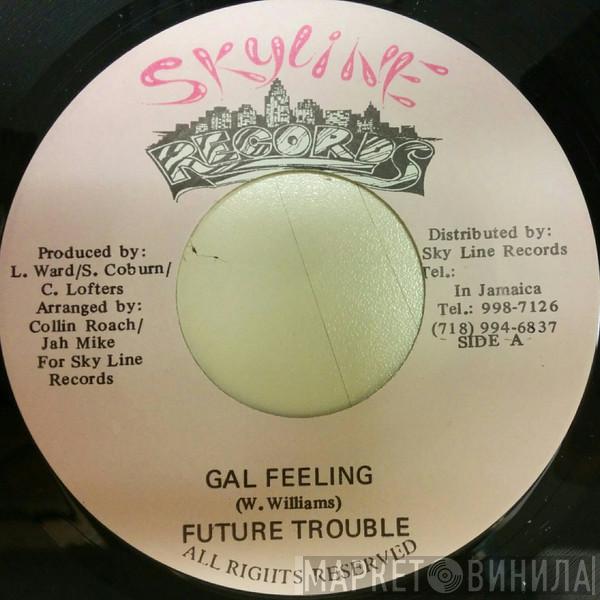 Skyline
RECORDS
Produced by:
L. Ward/S. Coburn/
C. Lofters
Arranged by:
Collin Roach/
Jah Mike
For Sky Line
Records
Distributed by:
Sky Line Records
Tel.:
In Jamaica
Tel.: 998-7126
(718) 994-6837
SIDE A
GAL FEELING
(W. Williams)
FUTURE TROUBLE
ALL RIGHTS RESERVED
МАРКЕТ ВИНИЛА